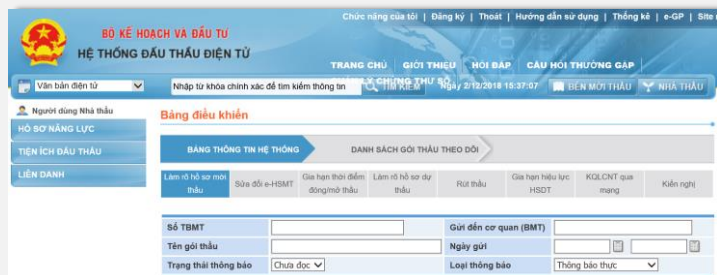 Chức năng của tôi | Đăng ký | Thoát | Hướng dẫn sử dụng | Thống kê | e-GP | Site
BỘ KẾ HOẠCH VÀ ĐẦU TƯ
HỆ THỐNG ĐẤU THẦU ĐIỆN TỬ
TRANG CHỦ GIỚI THIỆU HỎI ĐÁP CÂU HỎI THƯỜNG GẶP
CHỨNG THƯ SỐ
Văn bản điện tử Nhập từ khóa chính xác để tìm kiếm thông tin TÌM KIẾM Ngày 2/12/2018 15:37:07 BÊN MỜI THẦU NHÀ THẦU
Người dùng Nhà thầu
HỒ SƠ NĂNG LỰC
TIỆN ÍCH ĐẤU THẦU
LIÊN DANH
Bảng điều khiển
BẢNG THÔNG TIN HỆ THỐNG DANH SÁCH GÓI THẦU THEO DÕI
Làm rõ hồ sơ mời thầu
Sửa đổi e-HSMT
Gia hạn thời điểm đóng/mở thầu
Làm rõ hồ sơ dự thầu
Rút thầu
Gia hạn hiệu lực HSDT
KQLCNT qua mạng
Kiến nghị
Số TBMT Gửi đến cơ quan (BMT)
Tên gói thầu Ngày gửi
Trạng thái thông báo Chưa đọc Loại thông báo Thông báo thực